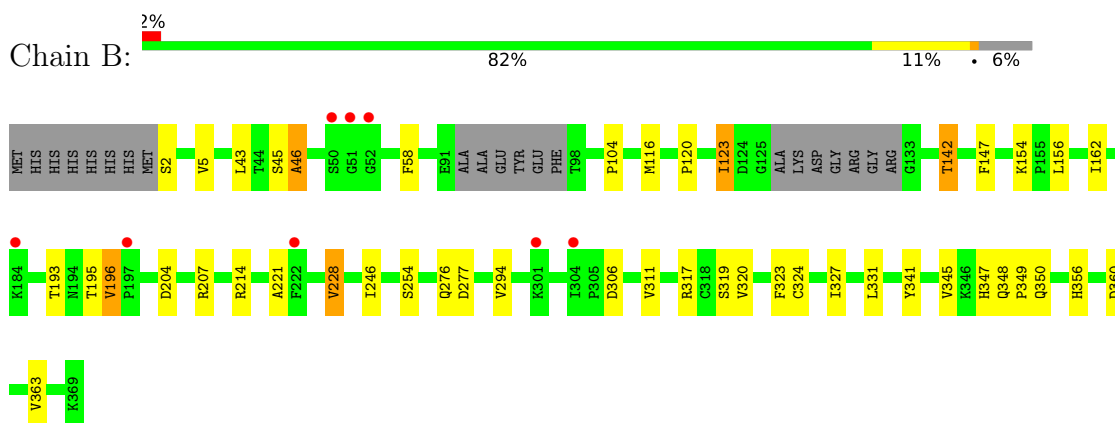 2%
Chain B:
82% 11% • 6%
MET HIS HIS HIS HIS HIS HIS MET S2 V5 L43 T44 S45 A46 S50 G51 G52 F58 E91 ALA ALA GLU TYR GLU PHE T98 P104 M116 P120 I123 D124 G125 ALA LYS ASP GLY ARG GLY ARG G133 T142 F147 K154 P155 L156 I162
K184 T193 N194 T195 V196 P197 D204 R207 R214 A221 F222 V228 I246 S254 Q276 D277 V294 K301 I304 P305 D306 V311 R317 C318 S319 V320 F323 C324 I327 L331 Y341 V345 K346 H347 Q348 P349 Q350 H356
V363 K369